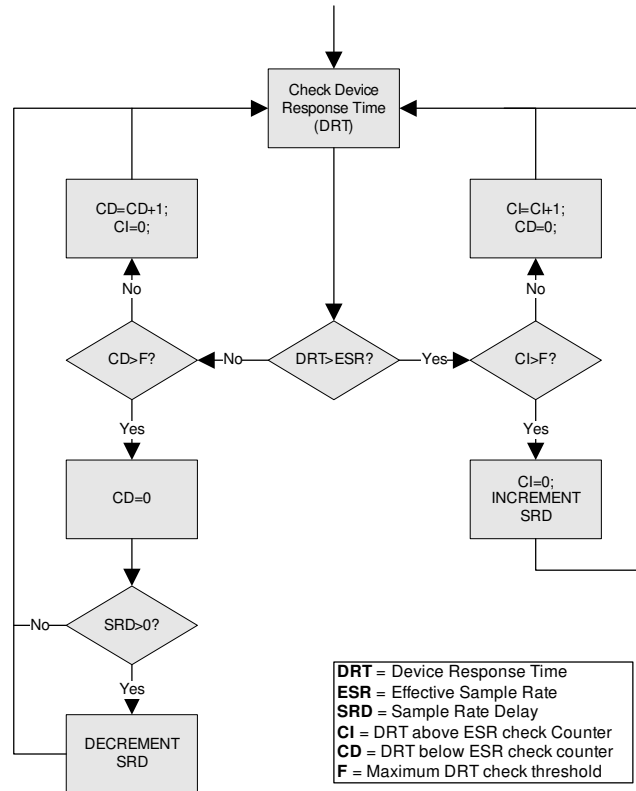 Check Device
Response Time
(DRT)
CD=CD+1;
CI=0;
CI=CI+1;
CD=0;
No
No
CD>F?
No
DRT>ESR?
Yes
CI>F?
Yes
Yes
CD=0
CI=0;
INCREMENT
SRD
No
SRD>0?
Yes
DECREMENT
SRD
DRT = Device Response Time
ESR = Effective Sample Rate
SRD = Sample Rate Delay
CI = DRT above ESR check Counter
CD = DRT below ESR check counter
F = Maximum DRT check threshold